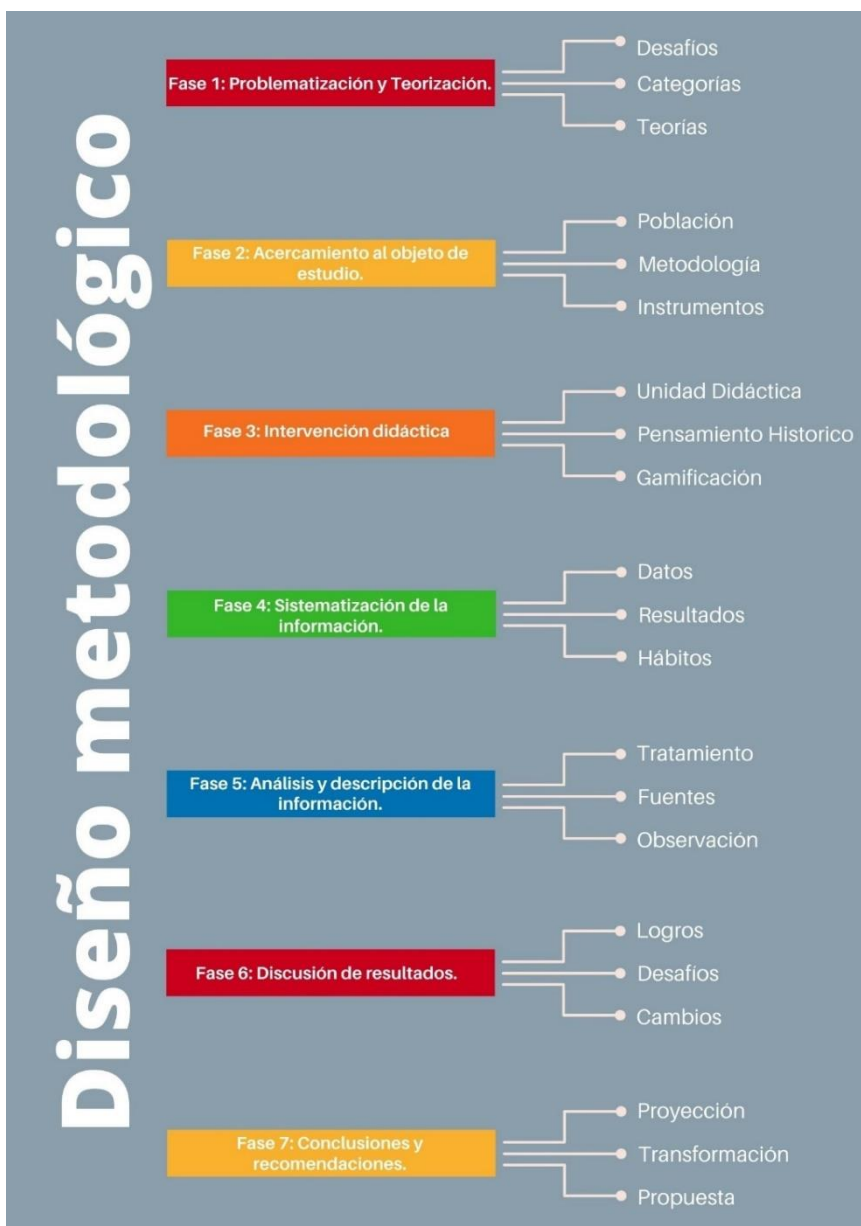 Diseño metodológico
Fase 1: Problematización y Teorización.
Desafíos
Categorías
Teorías
Fase 2: Acercamiento al objeto de
estudio.
Población
Metodología
Instrumentos
Fase 3: Intervención didáctica
Unidad Didáctica
Pensamiento Historico
Gamificación
Fase 4: Sistematización de la
información.
Datos
Resultados
Hábitos
Fase 5: Análisis y descripción de la
información.
Tratamiento
Fuentes
Observación
Fase 6: Discusión de resultados.
Logros
Desafios
Cambios
Fase 7: Conclusiones y
recomendaciones.
Proyección
Transformación
Propuesta